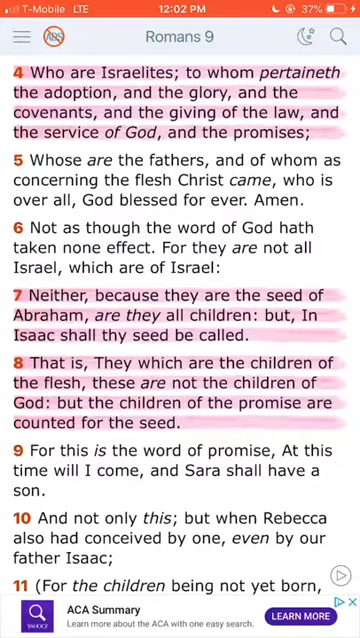 T-Mobile LTE 12:02 PM 37%
ADS Romans 9
4 Who are Israelites; to whom pertaineth
the adoption, and the glory, and the
covenants, and the giving of the law, and
the service of God, and the promises;
5 Whose are the fathers, and of whom as
concerning the flesh Christ came, who is
over all, God blessed for ever. Amen.
6 Not as though the word of God hath
taken none effect. For they are not all
Israel, which are of Israel:
7 Neither, because they are the seed of
Abraham, are they all children: but, In
Isaac shall thy seed be called.
8 That is, They which are the children of
the flesh, these are not the children of
God: but the children of the promise are
counted for the seed.
9 For this is the word of promise, At this
time will I come, and Sara shall have a
son.
10 And not only this; but when Rebecca
also had conceived by one, even by our
father Isaac;
11 (For the children being not yet born,
YAHOO!
ACA Summary
Learn more about the ACA with one easy search.
LEARN MORE